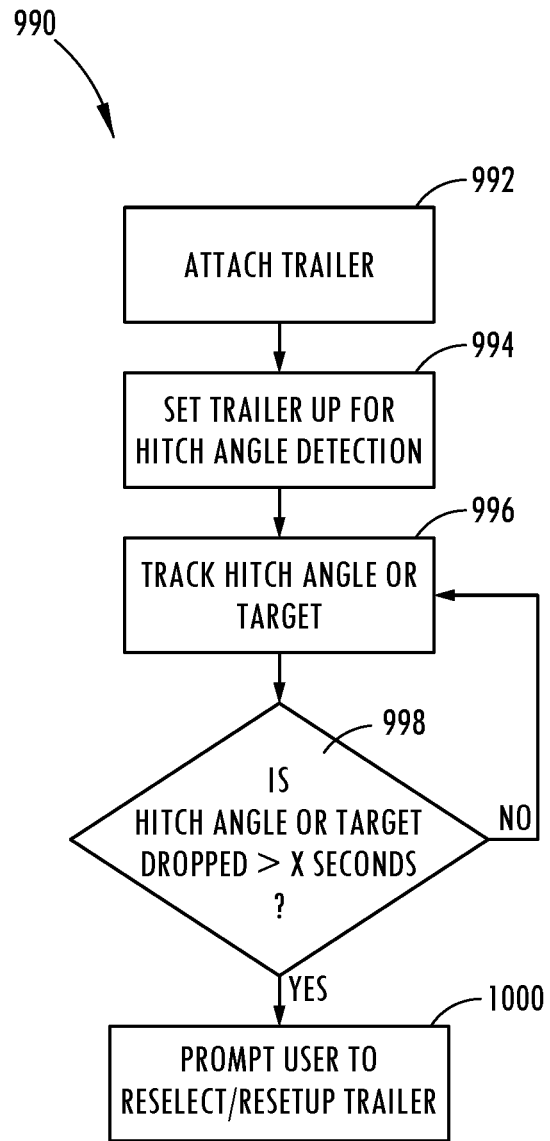 990
992
ATTACH TRAILER
994
SET TRAILER UP FOR
HITCH ANGLE DETECTION
996
TRACK HITCH ANGLE OR
TARGET
998
IS
HITCH ANGLE OR TARGET
DROPPED > X SECONDS
?
NO
YES
1000
PROMPT USER TO
RESELECT/RESETUP TRAILER